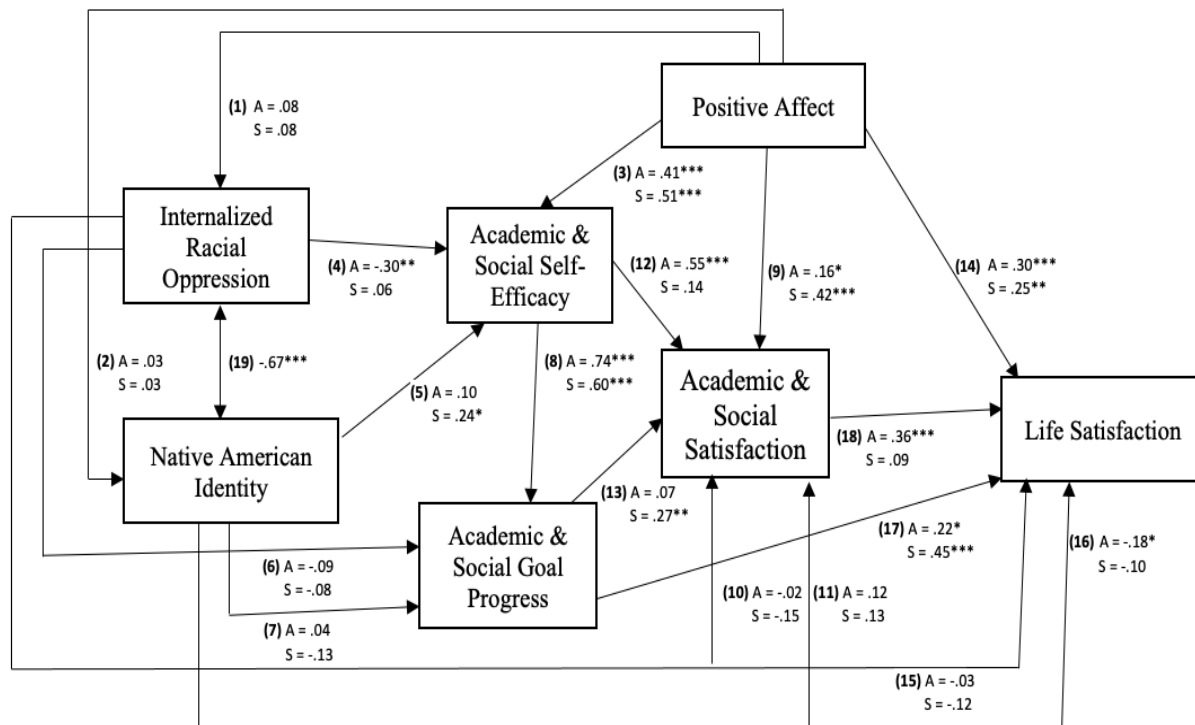 (1) A = .08
S = .08
Positive Affect
(3) A = .41***
S = .51***
Internalized
Racial
Oppression
Academic &
Social Self-
Efficacy
(4) A = -.30**
S = .06
(12) A = .55***
S = .14
(9) A = .16*
S = .42***
(14) A = .30***
S = .25**
(2) A = .03
S = .03
(19) -.67***
(8) A = .74***
S = .60***
(5) A = .10
S = .24*
Academic &
Social
Satisfaction
Life Satisfaction
(18) A = .36***
S = .09
Native American
Identity
(13) A = .07
S = .27**
Academic &
Social Goal
Progress
(17) A = .22*
S = .45***
(16) A = -.18*
S = -.10
(6) A = -.09
S = -.08
(10) A = -.02
S = -.15
(11) A = .12
S = .13
(7) A = .04
S = -.13
(15) A = -.03
S = -.12